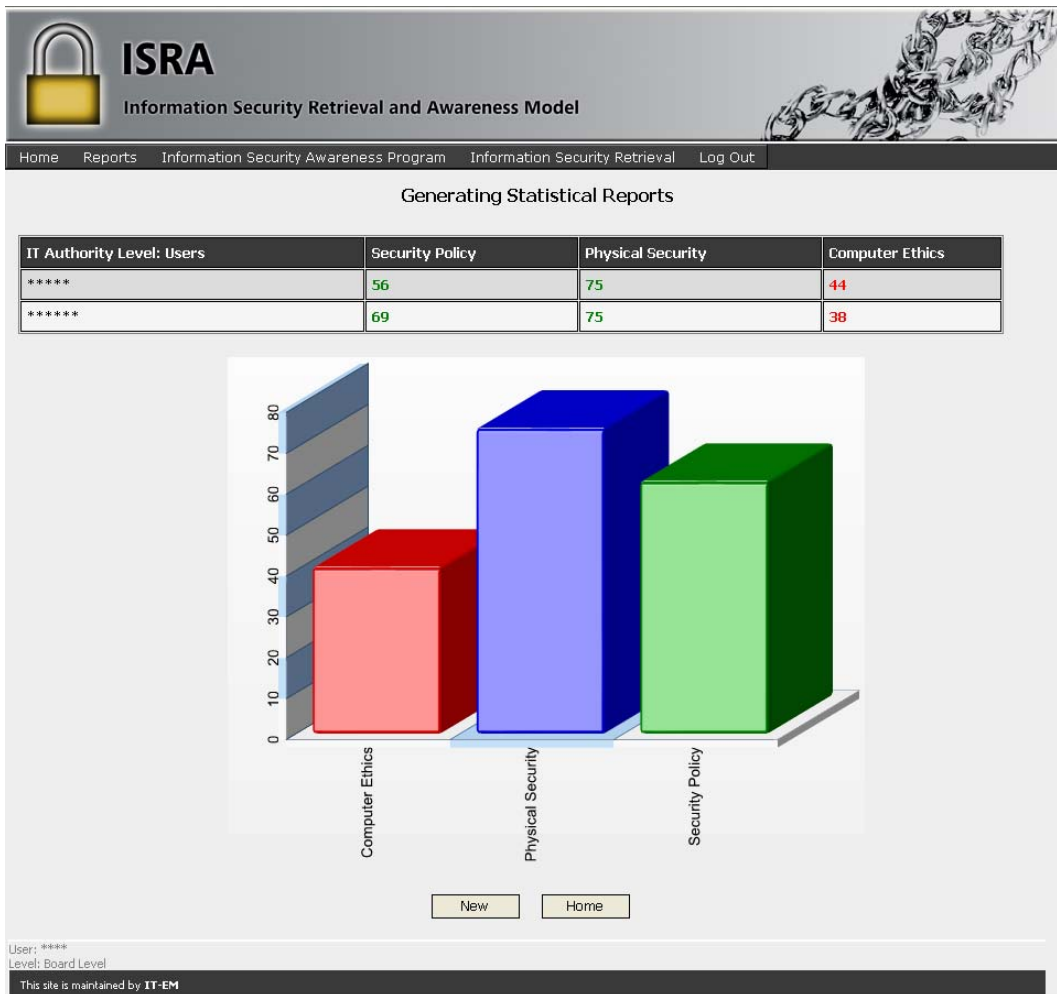 ISRA
Information Security Retrieval and Awareness Model
Home Reports Information Security Awareness Program Information Security Retrieval Log Out
Generating Statistical Reports
IT Authority Level: Users Security Policy Physical Security Computer Ethics
***** 56 75 44
****** 69 75 38
80
70
60
50
40
30
20
10
0
Computer Ethics
Physical Security
Security Policy
New Home
User: ****
Level: Board Level
This site is maintained by IT-EM